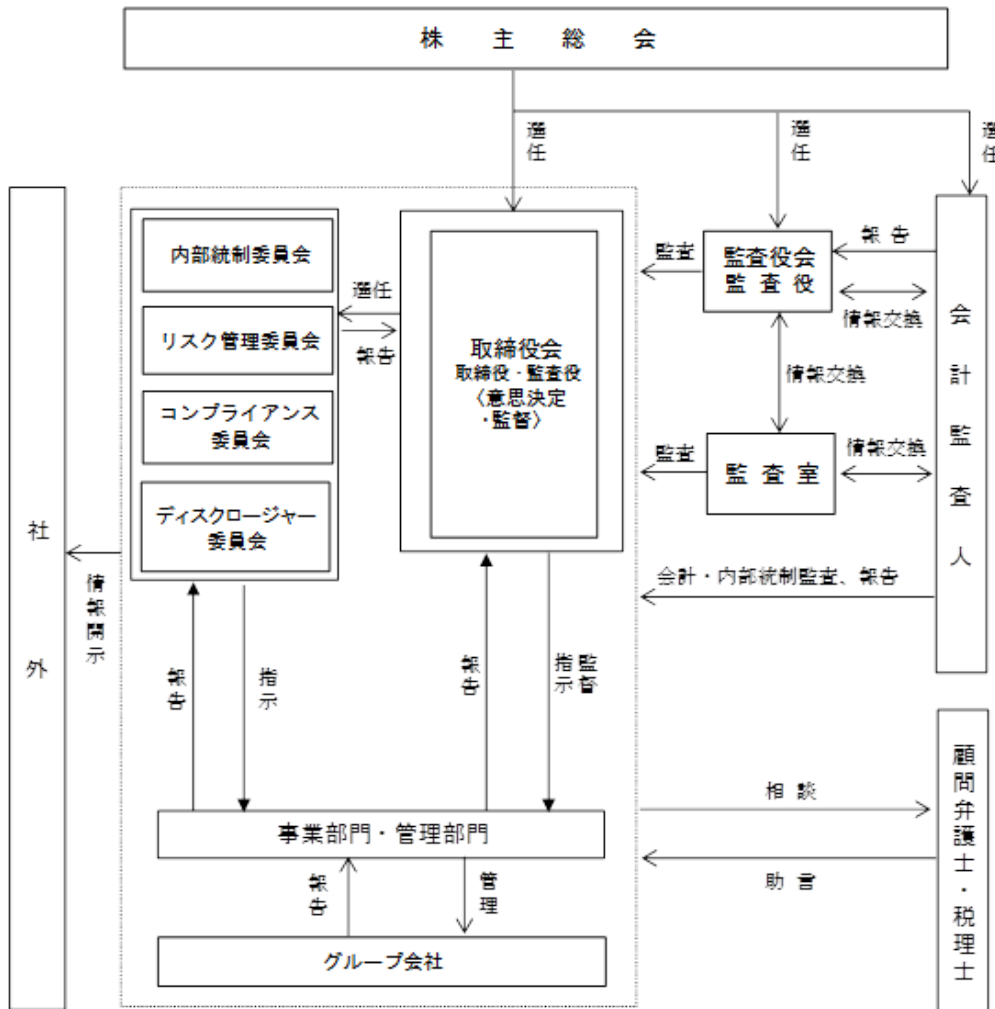 株主総会
選任
選任
選任
内部統制委員会
リスク管理委員会
コンプライアンス
委員会
ディスクロージャー
委員会
選任
報告
取締役会
取締役・監査役
〈意思決定
・監督〉
監査
監査役会
監査役
報告
情報交換
情報交換
監査
監査室
情報交換
会計監査人
会計・内部統制監査、報告
社外
情報開示
報告
指示
報告
指示
監督
事業部門・管理部門
報告
管理
グループ会社
相談
助言
顧問弁護士・税理士